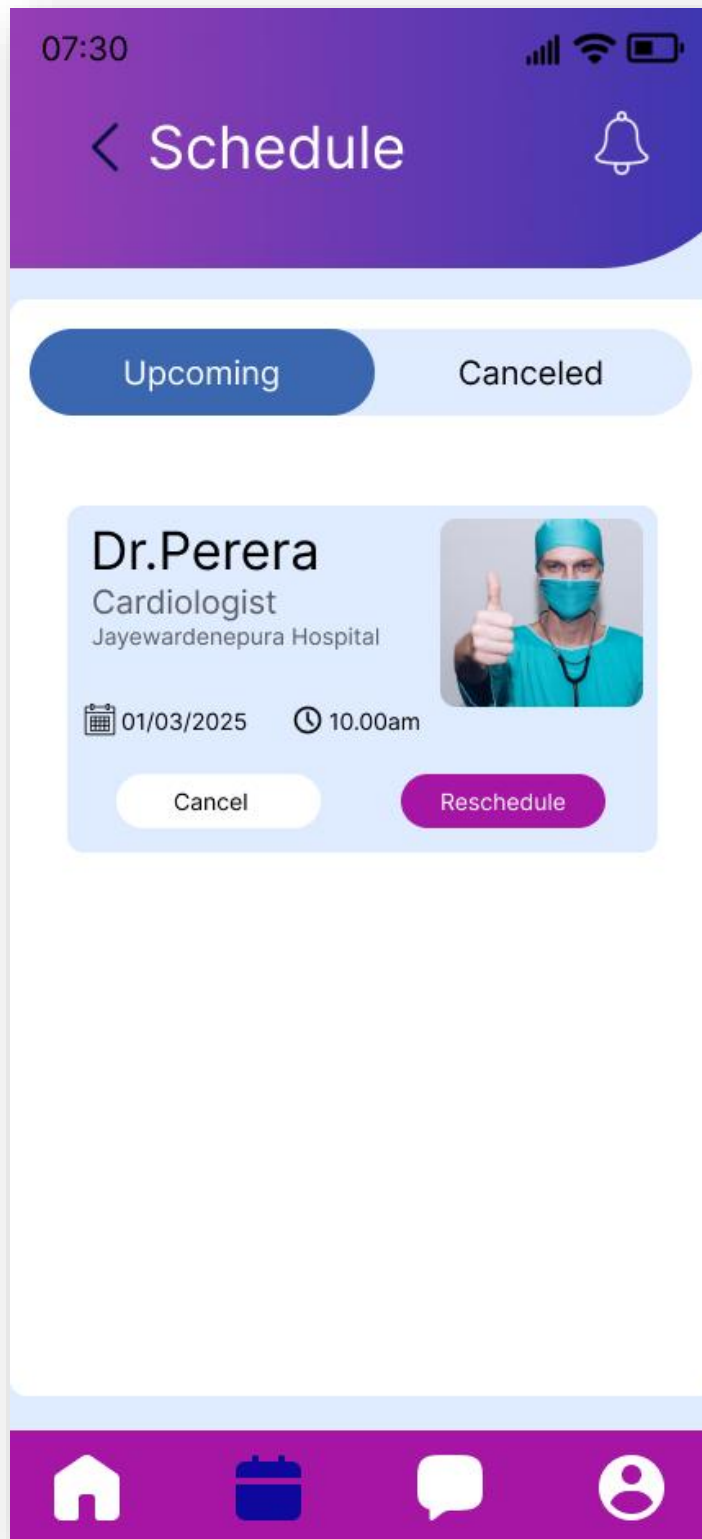 07:30
Schedule
Upcoming Canceled
Dr.Perera
Cardiologist
Jayewardenepura Hospital
01/03/2025 10.00am
Cancel Reschedule